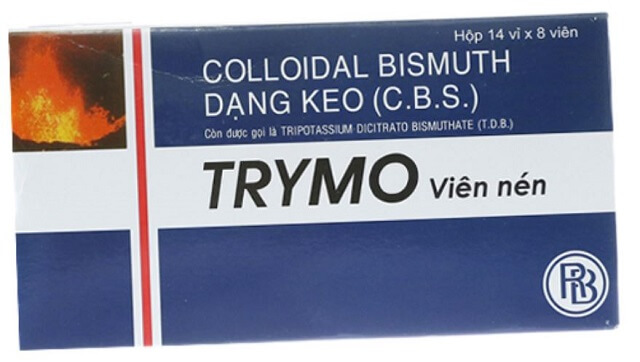 Hộp 14 vỉ x 8 viên
COLLOIDAL BISMUTH
DẠNG KEO (C.B.S.)
Còn được gọi là TRIPOTASSIUM DICITRATO BISMUTHATE (T.D.B.)
TRYMO Viên nén
RB